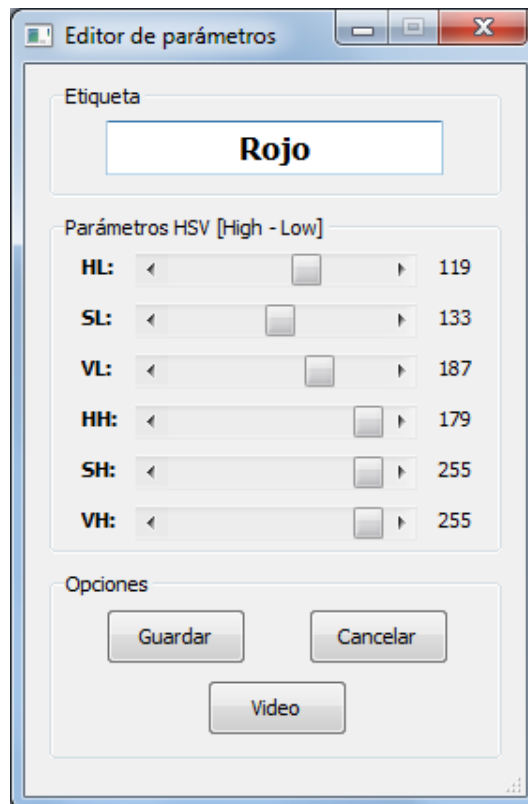 Editor de parámetros
Etiqueta
Rojo
Parámetros HSV [High - Low]
HL: 119
SL: 133
VL: 187
HH: 179
SH: 255
VH: 255
Opciones
Guardar Cancelar
Video